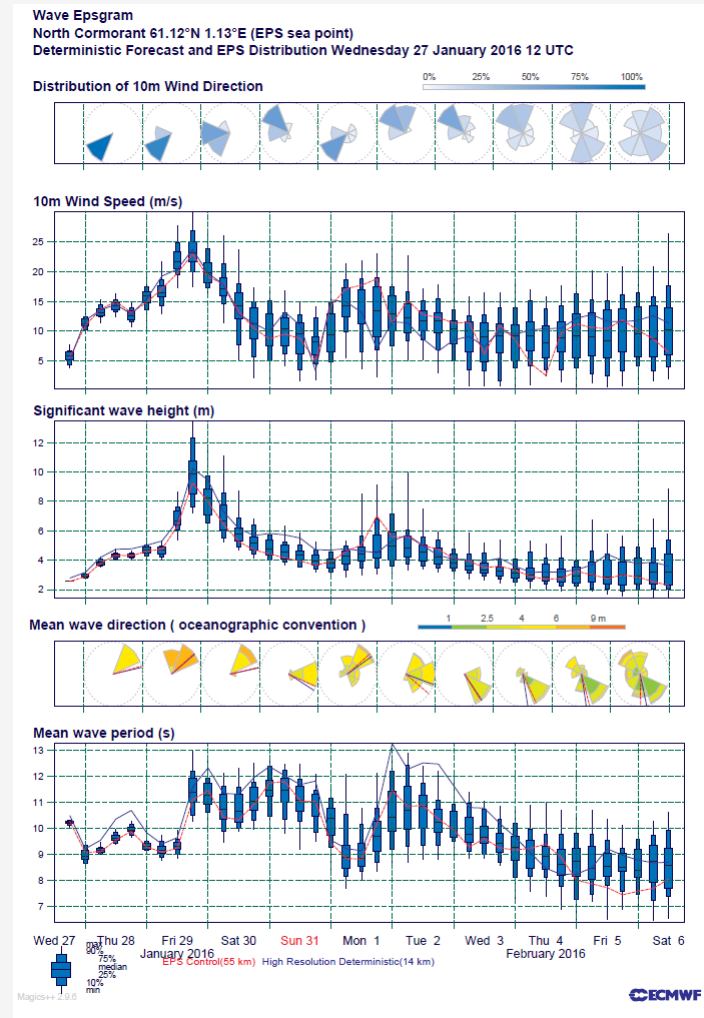 Wave Epsgram
North Cormorant 61.12°N 1.13°E (EPS sea point)
Deterministic Forecast and EPS Distribution Wednesday 27 January 2016 12 UTC
Distribution of 10m Wind Direction
0% 25% 50% 75% 100%
10m Wind Speed (m/s)
25
20
15
10
5
Significant wave height (m)
12
10
8
6
4
2
Mean wave direction ( oceanographic convention )
1 2.5 4 6 9 m
Mean wave period (s)
13
12
11
10
9
8
7
Wed 27 Thu 28 Fri 29 Sat 30 Sun 31 Mon 1 Tue 2 Wed 3 Thu 4 Fri 5 Sat 6
January 2016 February 2016
max
90%
75%
median
25%
10%
min
EPS Control(55 km) High Resolution Deterministic(14 km)
Magics++ 2.9.6
ECMWF